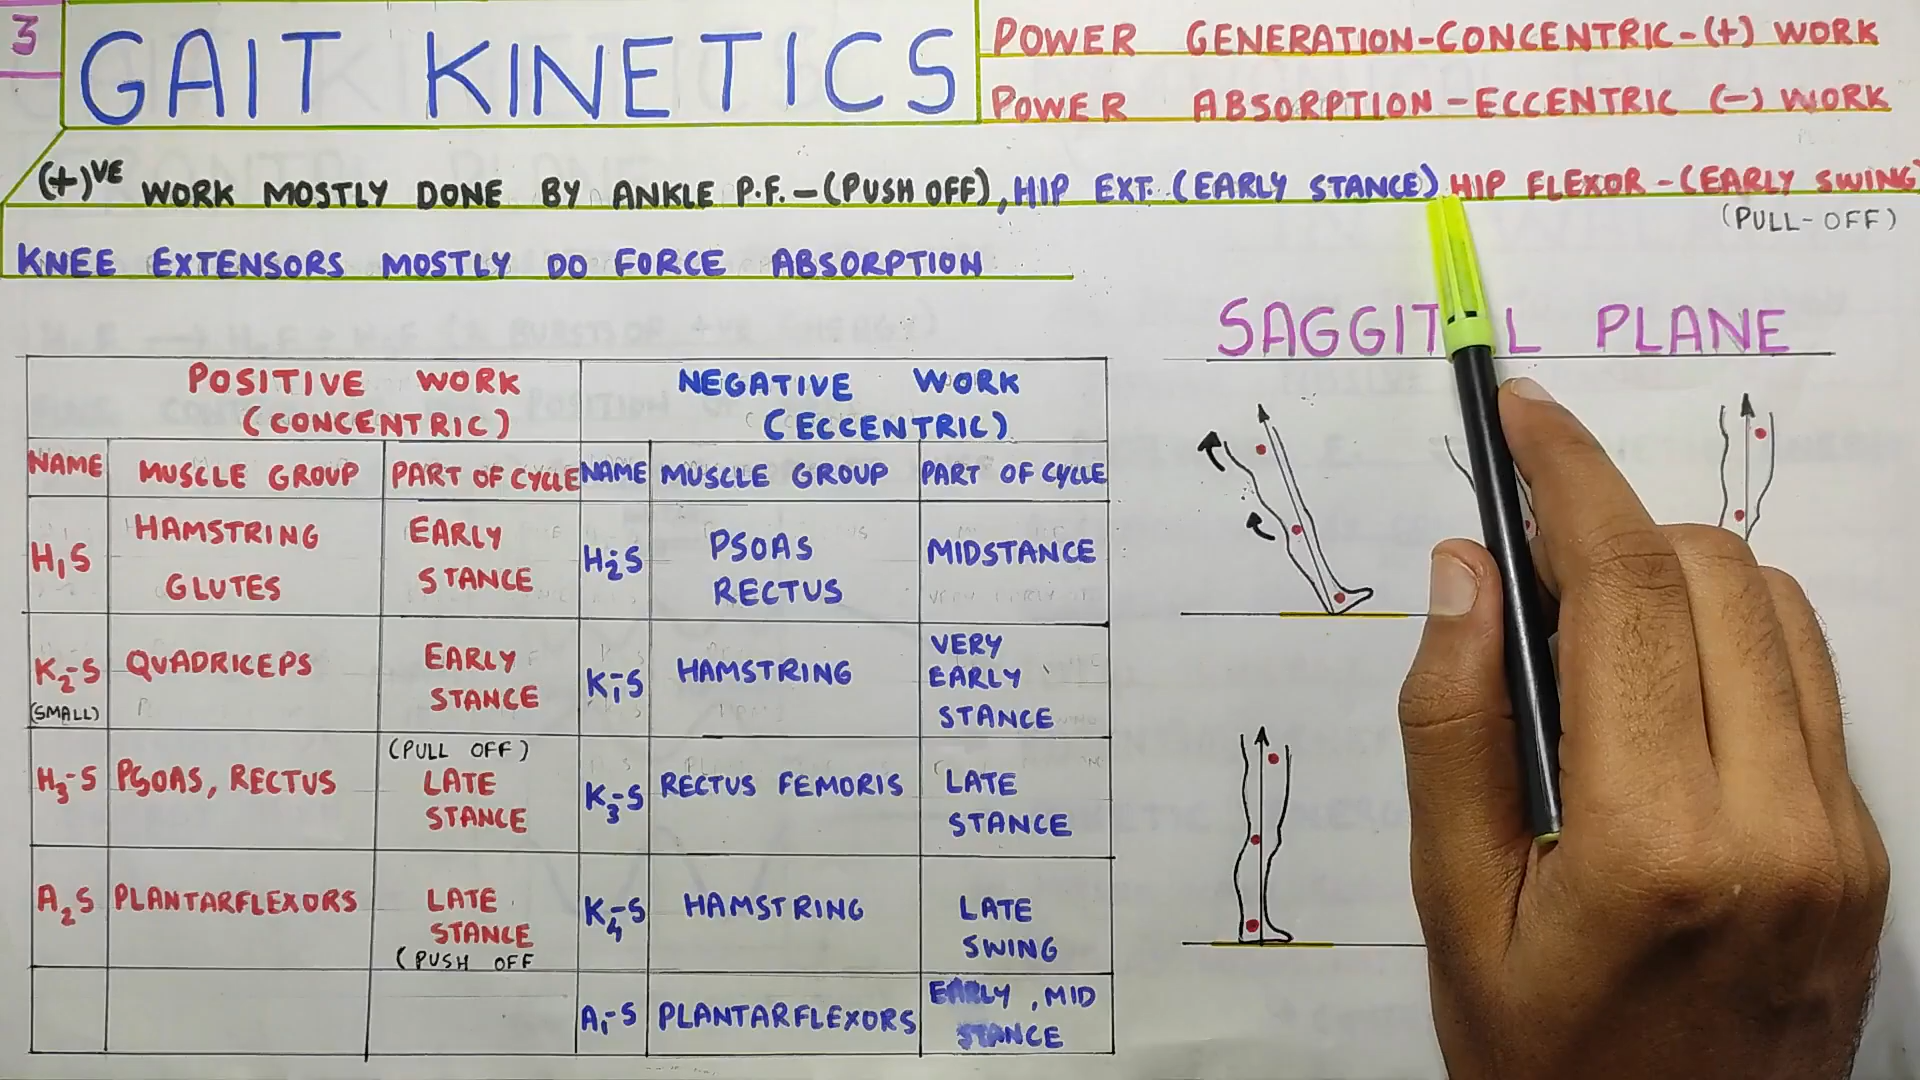 3
GAIT KINETICS
POWER GENERATION-CONCENTRIC-(+) WORK
POWER ABSORPTION-ECCENTRIC (-) WORK
(+)VE WORK MOSTLY DONE BY ANKLE P.F.-(PUSH OFF), HIP EXT. (EARLY STANCE) HIP FLEXOR-(EARLY SWING)
(PULL-OFF)
KNEE EXTENSORS MOSTLY DO FORCE ABSORPTION
SAGGIT L PLANE
POSITIVE WORK
(CONCENTRIC)
NEGATIVE WORK
(ECCENTRIC)
NAME MUSCLE GROUP PART OF CYCLE NAME MUSCLE GROUP PART OF CYCLE
H1S
HAMSTRING
GLUTES
EARLY
STANCE
H2-S
PSOAS
RECTUS
MIDSTANCE
K2-S
(SMALL)
QUADRICEPS
EARLY
STANCE
K1-S
HAMSTRING
VERY
EARLY
STANCE
H3-S
PSOAS, RECTUS
(PULL OFF)
LATE
STANCE
K3-S
RECTUS FEMORIS
LATE
STANCE
A2S
PLANTARFLEXORS
LATE
STANCE
(PUSH OFF
K4-S
HAMSTRING
LATE
SWING
A1-S
PLANTARFLEXORS
EARLY, MID
STANCE